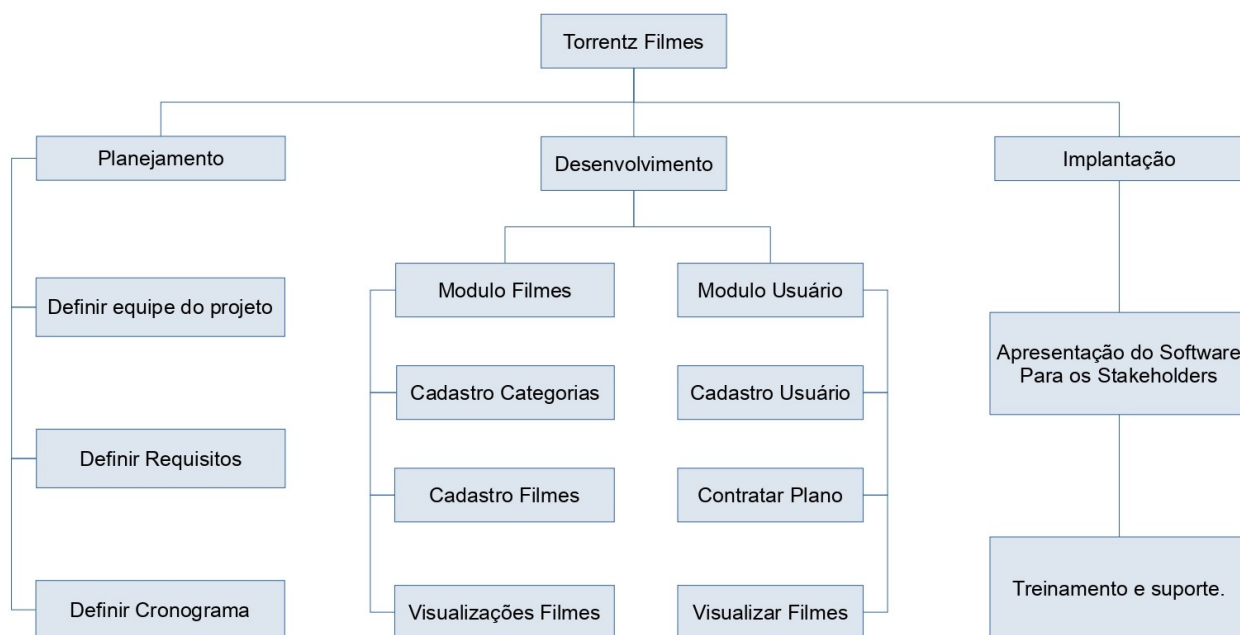 Torrentz Filmes
Planejamento
Desenvolvimento
Implantação
Definir equipe do projeto
Definir Requisitos
Definir Cronograma
Modulo Filmes
Cadastro Categorias
Cadastro Filmes
Visualizações Filmes
Modulo Usuário
Cadastro Usuário
Contratar Plano
Visualizar Filmes
Apresentação do Software
Para os Stakeholders
Treinamento e suporte.